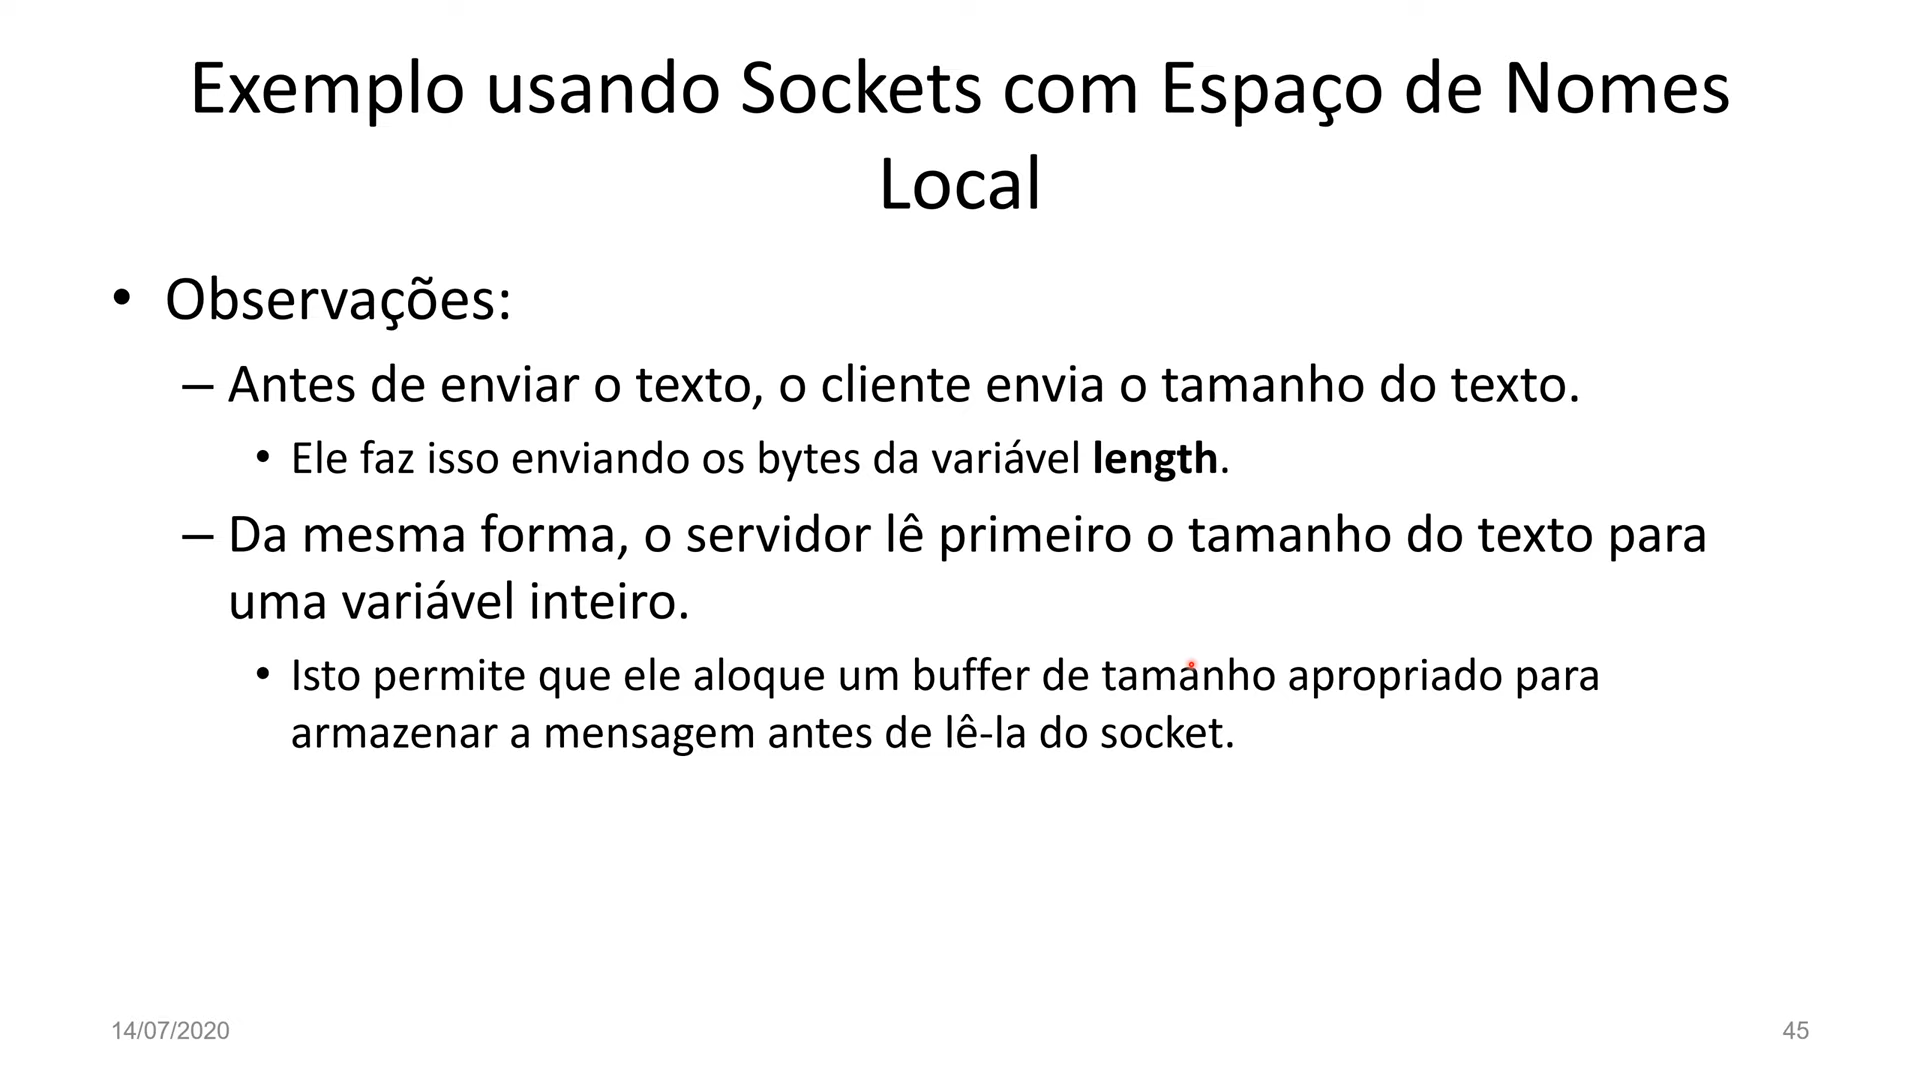 Exemplo usando Sockets com Espaço de Nomes
Local
• Observações:
– Antes de enviar o texto, o cliente envia o tamanho do texto.
• Ele faz isso enviando os bytes da variável length.
– Da mesma forma, o servidor lê primeiro o tamanho do texto para
uma variável inteiro.
• Isto permite que ele aloque um buffer de tamanho apropriado para
armazenar a mensagem antes de lê-la do socket.
14/07/2020
45